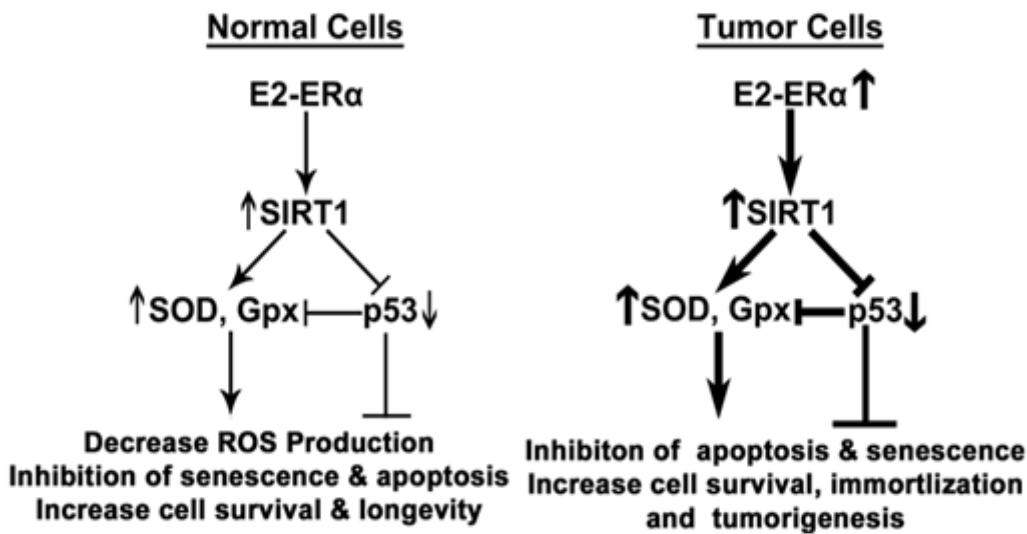 Normal Cells
E2-ERα
↑SIRT1
↑SOD, Gpx
p53↓
Decrease ROS Production
Inhibition of senescence & apoptosis
Increase cell survival & longevity
Tumor Cells
E2-ERα↑
↑SIRT1
↑SOD, Gpx
p53↓
Inhibiton of apoptosis & senescence
Increase cell survival, immortlization
and tumorigenesis